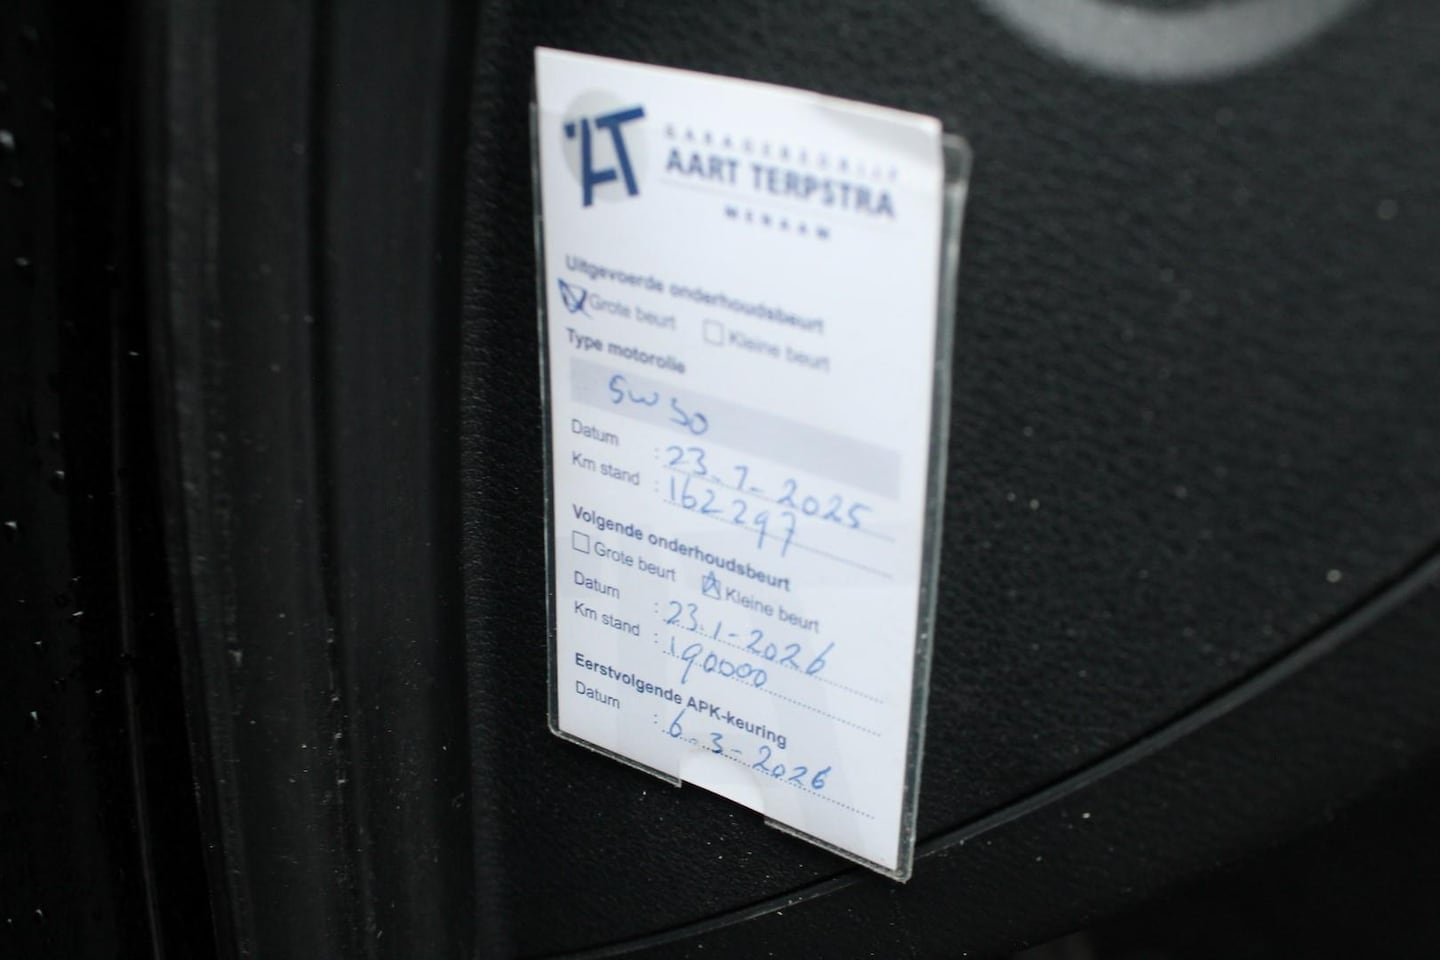 AT
GARAGEBEDRIJF
AART TERPSTRA
MENAAM
Uitgevoerde onderhoudsbeurt
Grote beurt Kleine beurt
Type motorolie
5W30
Datum : 23-1-2025
Km stand : 162297
Volgende onderhoudsbeurt
Grote beurt Kleine beurt
Datum : 23.1-2026
Km stand : 190000
Eerstvolgende APK-keuring
Datum : 6-3-2026